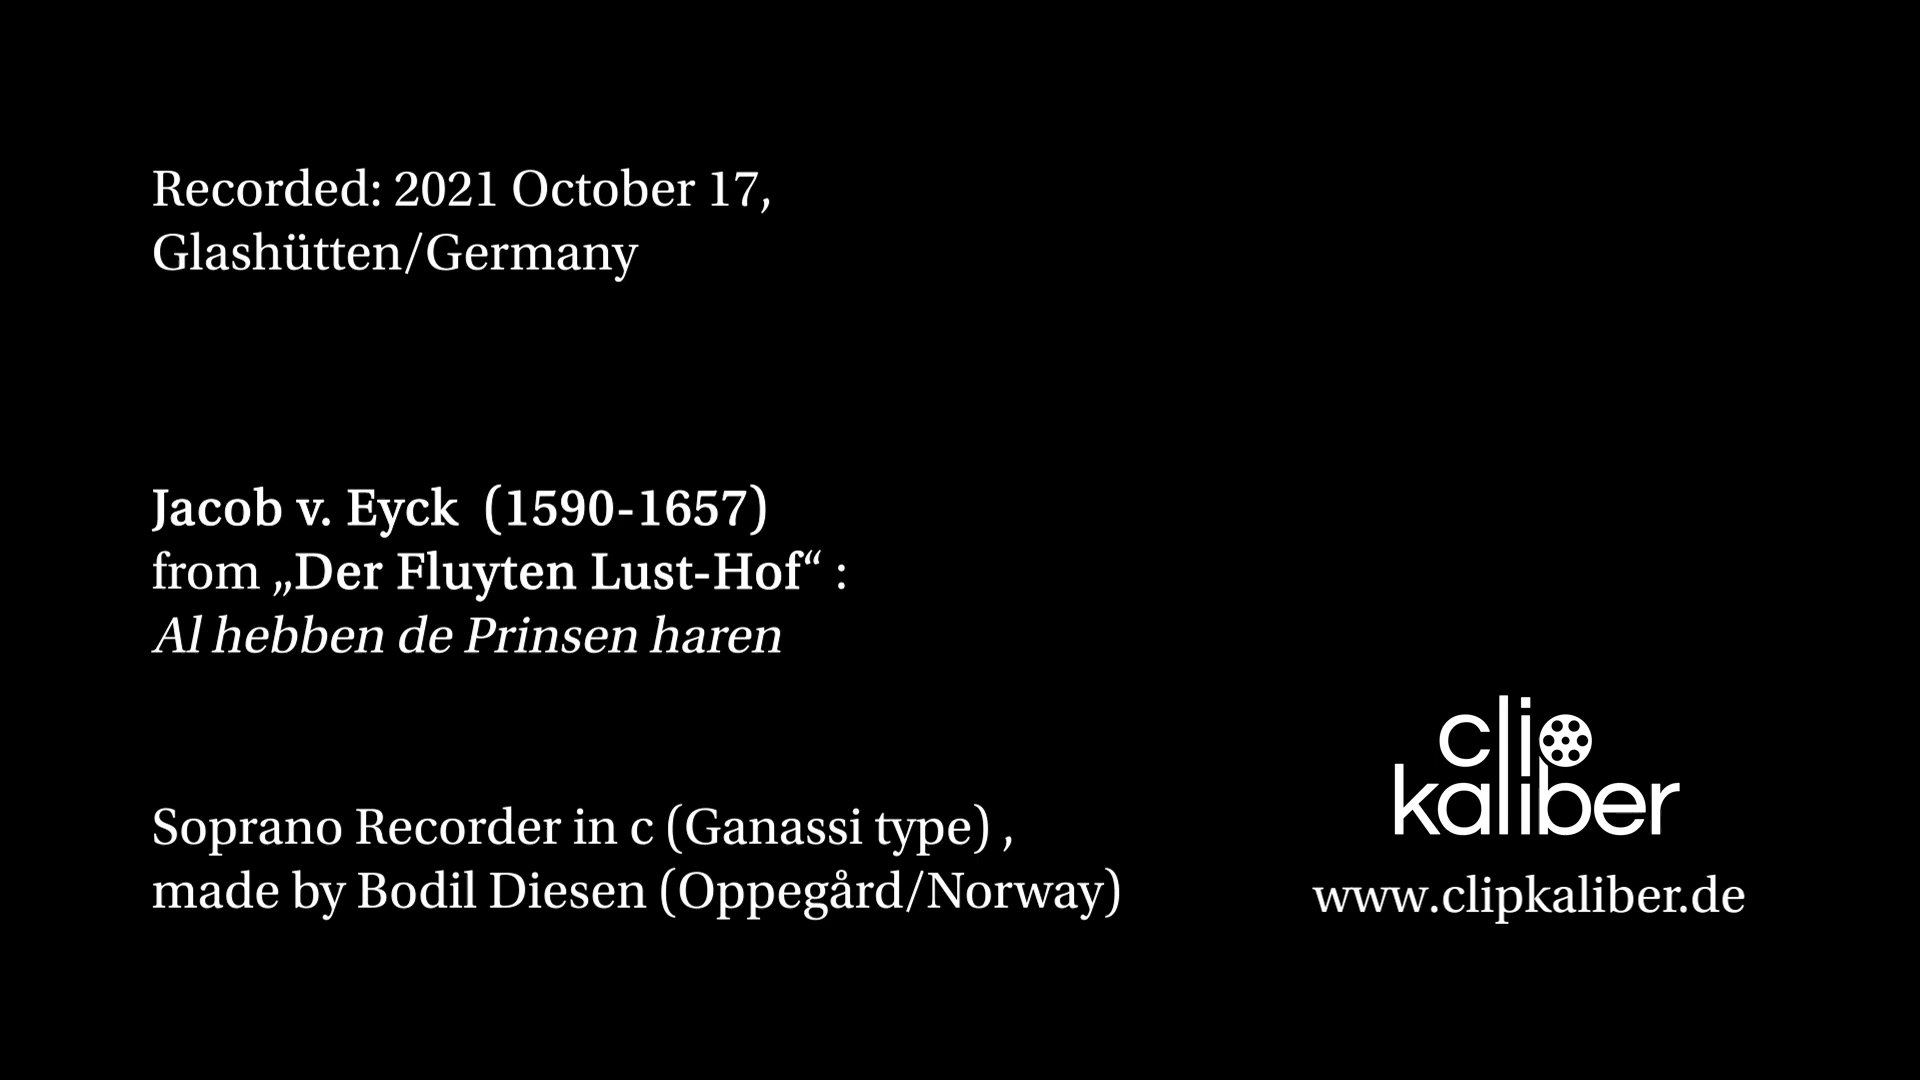 Recorded: 2021 October 17,
Glashütten/Germany
Jacob v. Eyck  (1590-1657)
from „Der Fluyten Lust-Hof“ :
Al hebben de Prinsen haren
Soprano Recorder in c (Ganassi type) ,
made by Bodil Diesen (Oppegård/Norway)
clip
kaliber
www.clipkaliber.de